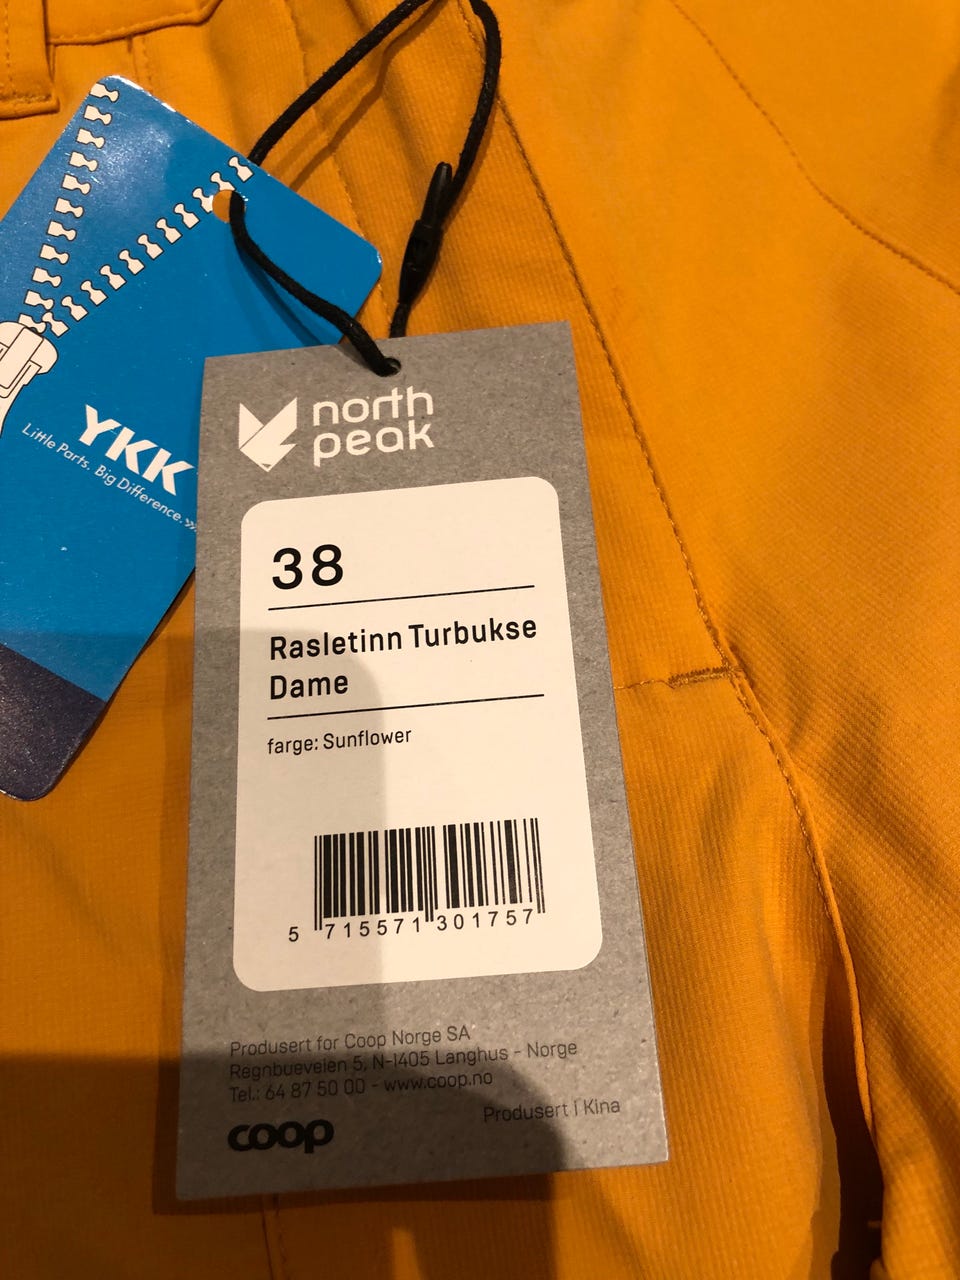 YKK
Little Parts. Big Difference.
north
peak
38
Rasletinn Turbukse
Dame
farge: Sunflower
5 715571 301757
Produsert for Coop Norge SA
Regnbueveien 5, N-1405 Langhus - Norge
Tel.: 64 87 50 00 - www.coop.no
Produsert i Kina
coop